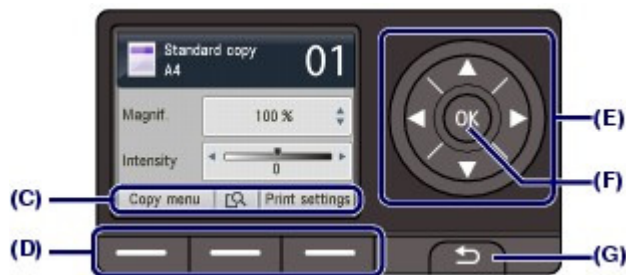 Standard copy
A4
01
Magnif.
100 %
Intensity
0
Copy menu
Print settings
OK
(C)
(D)
(E)
(F)
(G)